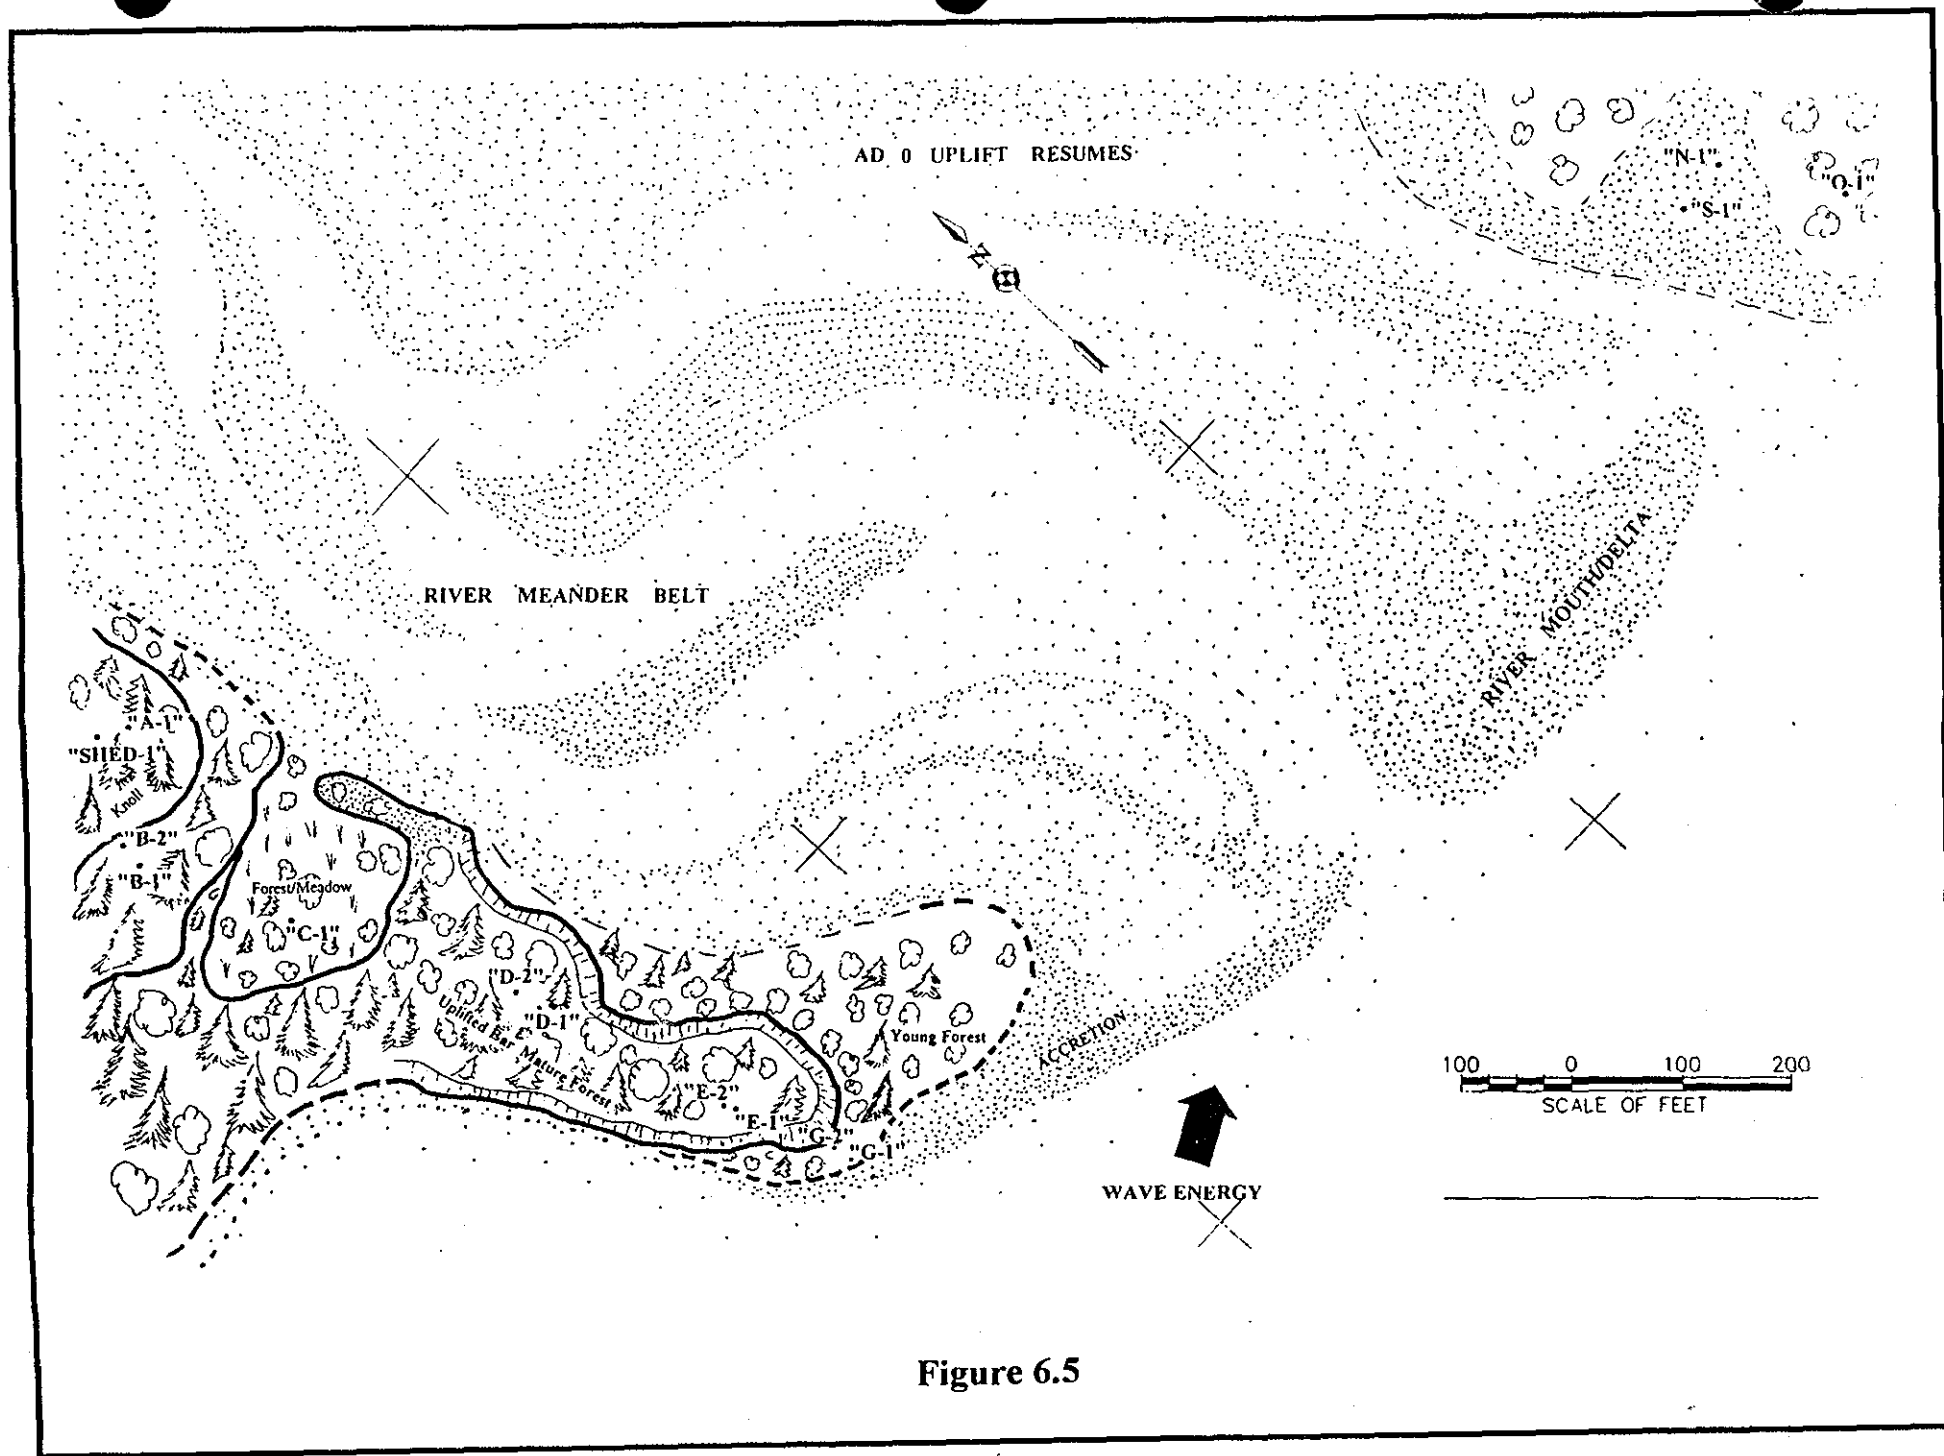 AD 0 UPLIFT RESUMES
"N-1"
"O-1"
"S-1"
N
RIVER MEANDER BELT
RIVER MOUTH/DELTA
"A-1"
"SHED-1"
Knoll
"B-2"
"B-1"
Forest/Meadow
"C-1"
"D-2"
"D-1"
Uplifted Bar Mature Forest
Young Forest
ACCRETION
"E-2"
"E-1"
"G-2"
"G-1"
100 0 100 200
SCALE OF FEET
WAVE ENERGY
Figure 6.5